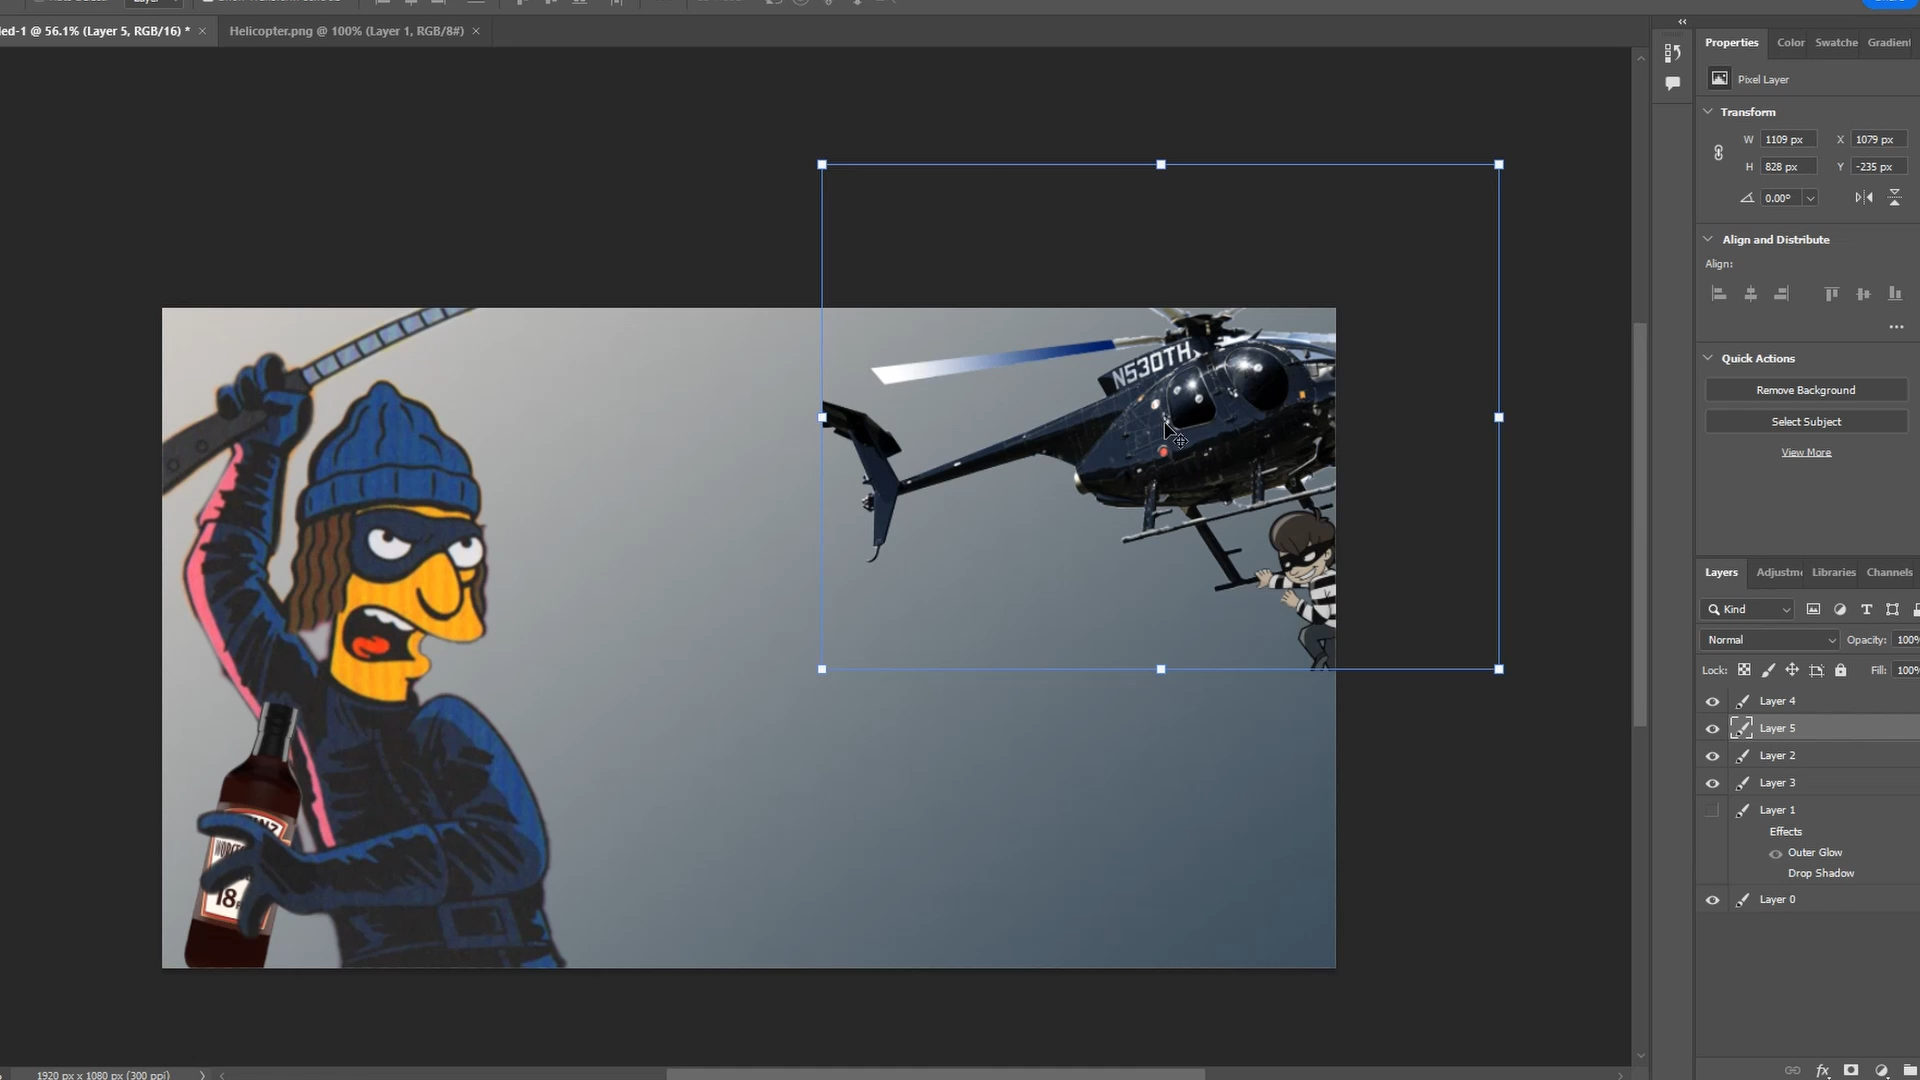 led-1 @ 56.1% (Layer 5, RGB/16) *
Helicopter.png @ 100% (Layer 1, RGB/8#)
Properties
Color
Swatche
Gradient
Pixel Layer
Transform
W 1109 px X 1079 px
H 828 px Y -235 px
0.00°
Align and Distribute
Align:
Quick Actions
Remove Background
Select Subject
View More
N530TH
18
Layers
Adjustm
Libraries
Channels
Kind
Normal
Opacity: 100%
Lock:
Fill: 100%
Layer 4
Layer 5
Layer 2
Layer 3
Layer 1
Effects
Outer Glow
Drop Shadow
Layer 0
fx
1920 px x 1080 px (300 ppi)